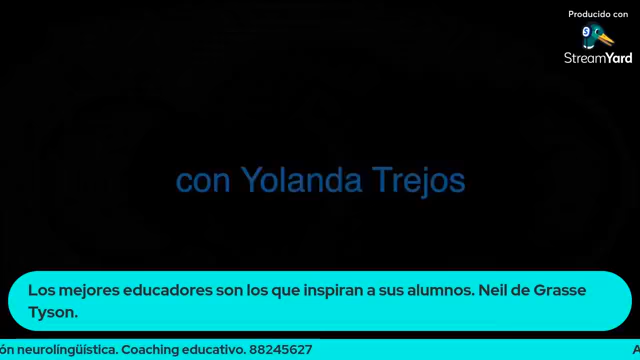 Producido con
StreamYard
con Yolanda Trejos
Los mejores educadores son los que inspiran a sus alumnos. Neil de Grasse
Tyson.
ón neurolíngüística. Coaching educativo. 88245627
A